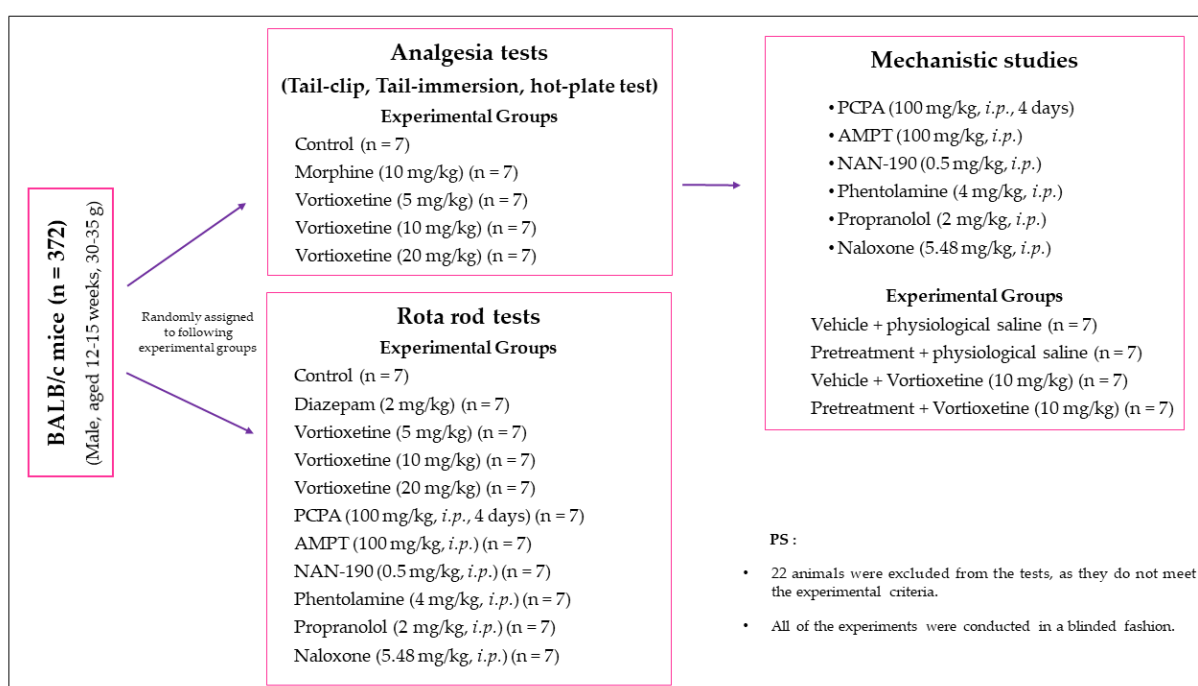 BALB/c mice (n = 372)
(Male, aged 12-15 weeks, 30-35 g)
Randomly assigned
to following
experimental groups
Analgesia tests
(Tail-clip, Tail-immersion, hot-plate test)
Experimental Groups
Control (n = 7)
Morphine (10 mg/kg) (n = 7)
Vortioxetine (5 mg/kg) (n = 7)
Vortioxetine (10 mg/kg) (n = 7)
Vortioxetine (20 mg/kg) (n = 7)
Rota rod tests
Experimental Groups
Control (n = 7)
Diazepam (2 mg/kg) (n = 7)
Vortioxetine (5 mg/kg) (n = 7)
Vortioxetine (10 mg/kg) (n = 7)
Vortioxetine (20 mg/kg) (n = 7)
PCPA (100 mg/kg, i.p., 4 days) (n = 7)
AMPT (100 mg/kg, i.p.) (n = 7)
NAN-190 (0.5 mg/kg, i.p.) (n = 7)
Phentolamine (4 mg/kg, i.p.) (n = 7)
Propranolol (2 mg/kg, i.p.) (n = 7)
Naloxone (5.48 mg/kg, i.p.) (n = 7)
Mechanistic studies
• PCPA (100 mg/kg, i.p., 4 days)
• AMPT (100 mg/kg, i.p.)
• NAN-190 (0.5 mg/kg, i.p.)
• Phentolamine (4 mg/kg, i.p.)
• Propranolol (2 mg/kg, i.p.)
• Naloxone (5.48 mg/kg, i.p.)
Experimental Groups
Vehicle + physiological saline (n = 7)
Pretreatment + physiological saline (n = 7)
Vehicle + Vortioxetine (10 mg/kg) (n = 7)
Pretreatment + Vortioxetine (10 mg/kg) (n = 7)
PS :
• 22 animals were excluded from the tests, as they do not meet
the experimental criteria.
• All of the experiments were conducted in a blinded fashion.